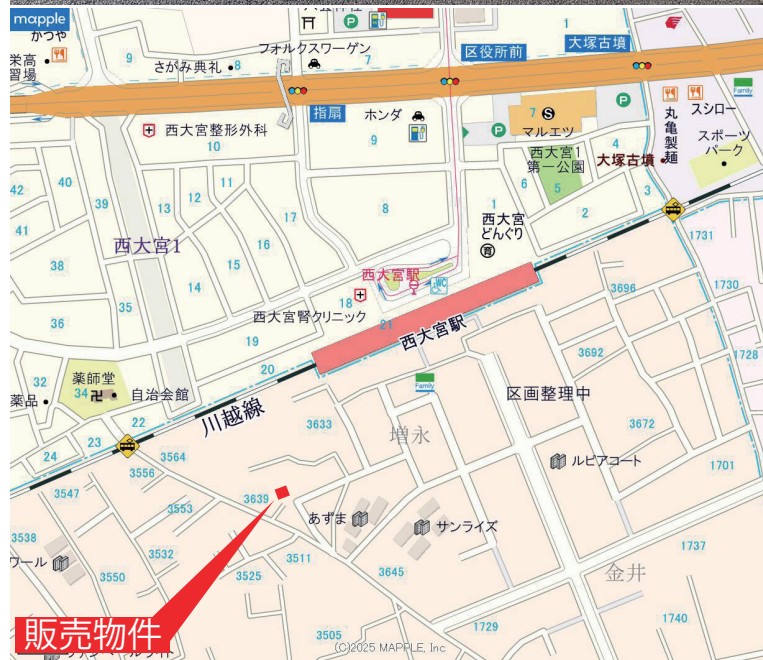 mapple
かつや
9
さがみ典礼
8
フォルクスワーゲン
7
区役所前
大塚古墳
1
栄高
習場
指扇
ホンダ
9
西大宮整形外科
10
P
P
P
7
S
マルエツ
西大宮1
第一公園
5
6
4
3
2
1
丸亀製麺
スシロー
Family
スポーツ
パーク
大塚古墳
42
40
41
39
38
36
35
13
12
11
14
15
16
17
8
西大宮1
西大宮
どんぐり
育
西大宮駅
WC
18
西大宮腎クリニック
21
西大宮駅
19
20
32
薬品
薬師堂
34
卍
自治会館
22
23
24
川越線
1731
1730
1728
3696
3692
3672
1701
Family
区画整理中
3633
増永
ルピアコート
3564
3556
3547
3553
3639
あずま
サンライズ
3538
ワール
3532
3550
3525
3511
3645
1737
金井
1740
1729
3505
販売物件
(C)2025 MAPPLE, Inc